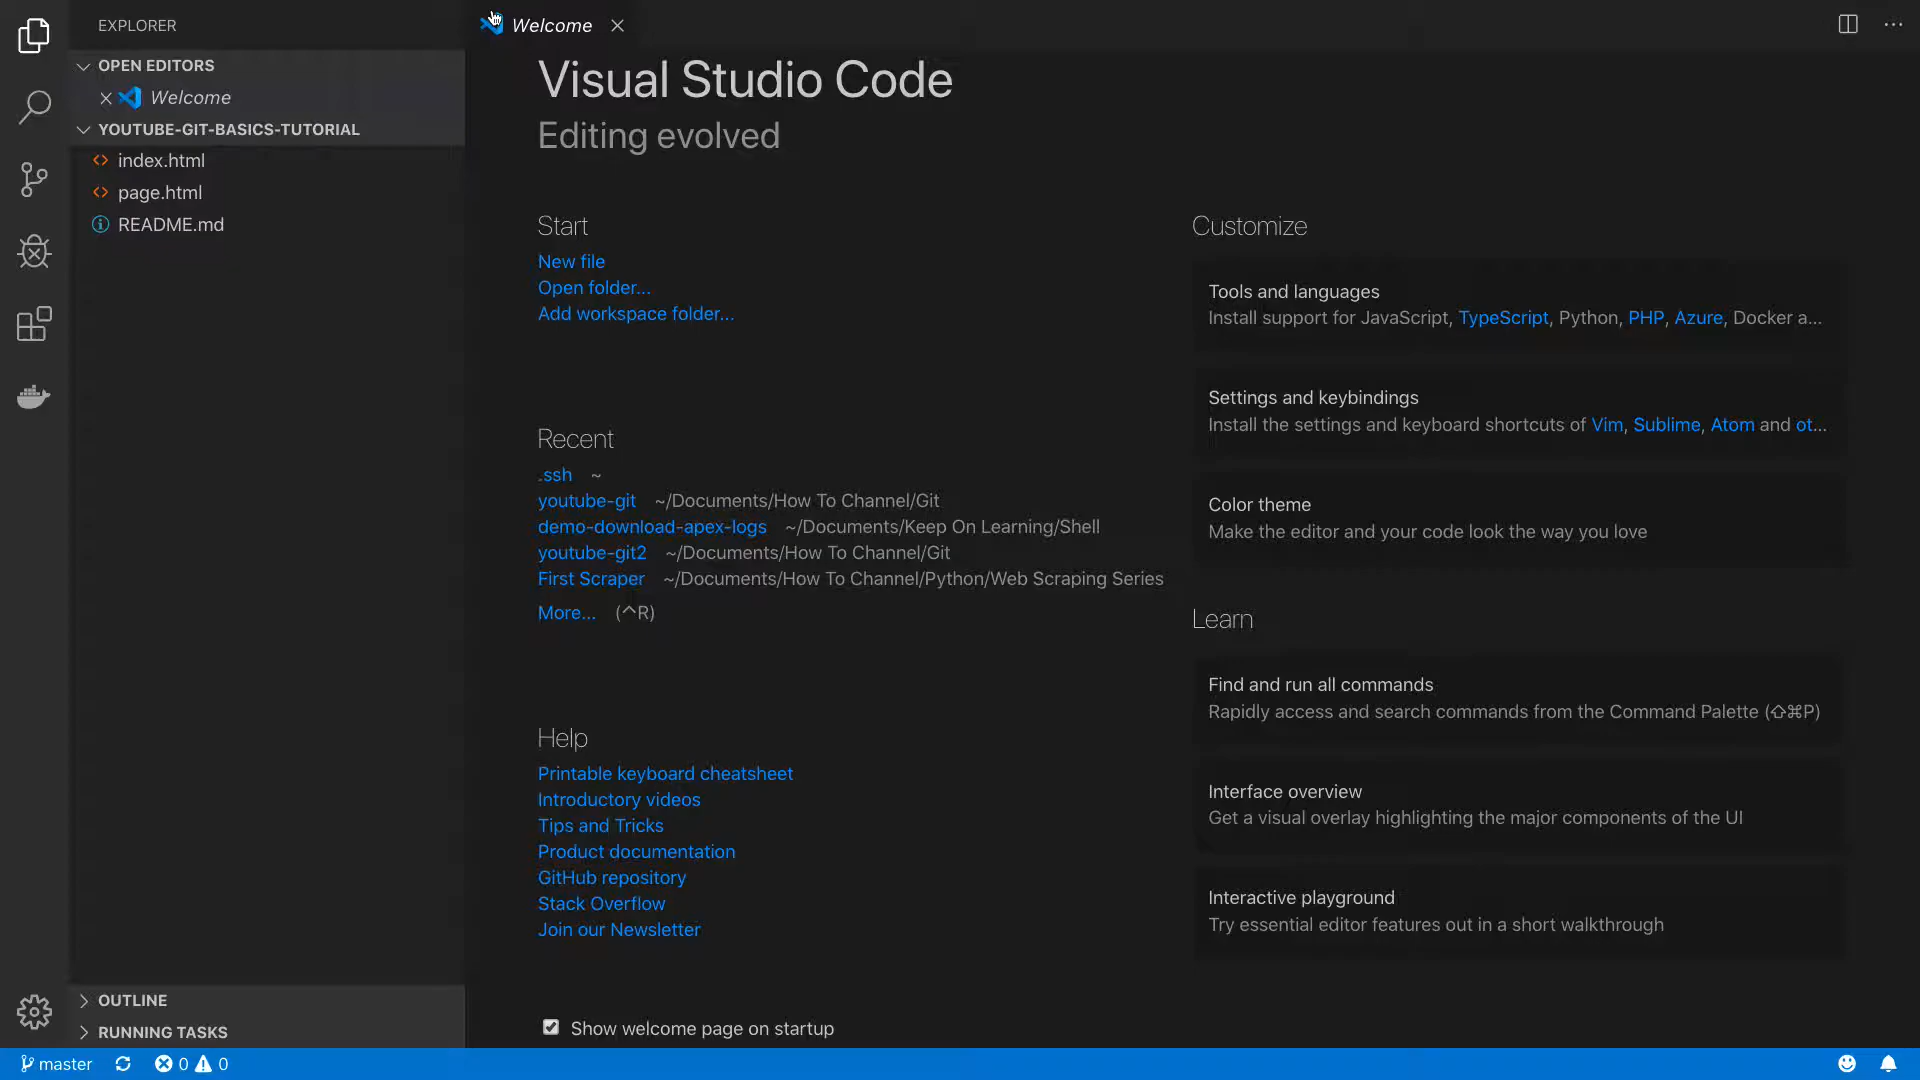 EXPLORER
OPEN EDITORS
Welcome
YOUTUBE-GIT-BASICS-TUTORIAL
index.html
page.html
README.md
OUTLINE
RUNNING TASKS
Welcome
Visual Studio Code
Editing evolved
Start
New file
Open folder...
Add workspace folder...
Recent
.ssh ~
youtube-git ~/Documents/How To Channel/Git
demo-download-apex-logs ~/Documents/Keep On Learning/Shell
youtube-git2 ~/Documents/How To Channel/Git
First Scraper ~/Documents/How To Channel/Python/Web Scraping Series
More... (^R)
Help
Printable keyboard cheatsheet
Introductory videos
Tips and Tricks
Product documentation
GitHub repository
Stack Overflow
Join our Newsletter
Show welcome page on startup
Customize
Tools and languages
Install support for JavaScript, TypeScript, Python, PHP, Azure, Docker a...
Settings and keybindings
Install the settings and keyboard shortcuts of Vim, Sublime, Atom and ot...
Color theme
Make the editor and your code look the way you love
Learn
Find and run all commands
Rapidly access and search commands from the Command Palette (⇧⌘P)
Interface overview
Get a visual overlay highlighting the major components of the UI
Interactive playground
Try essential editor features out in a short walkthrough
master 0 0